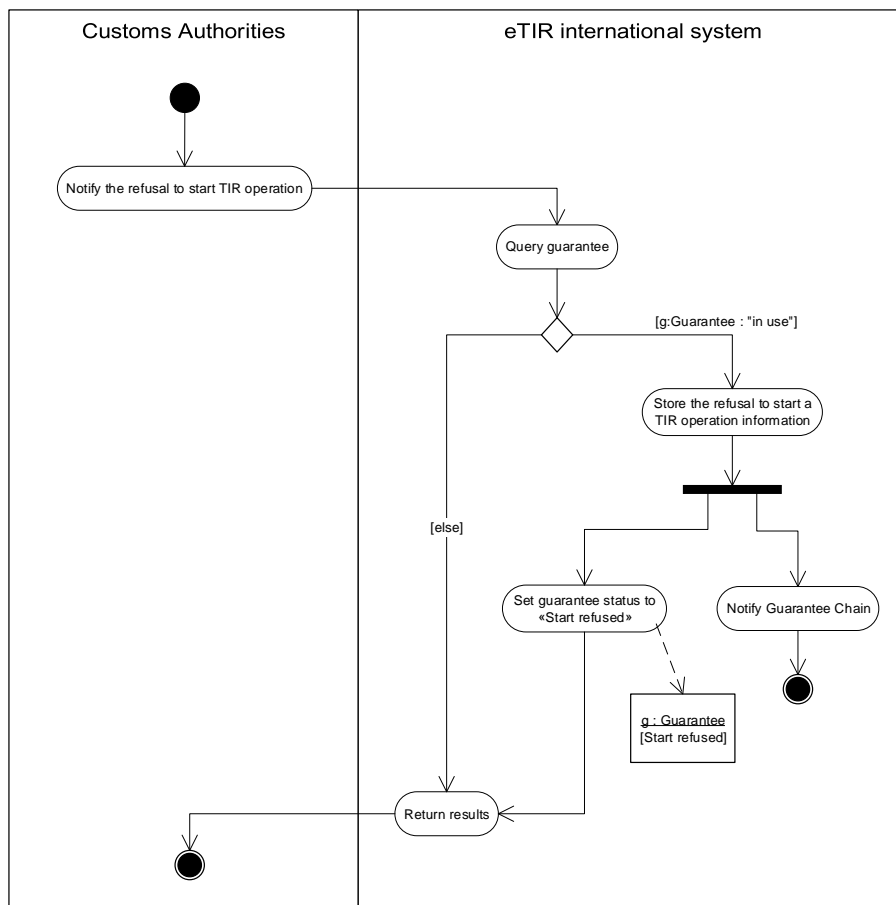 Customs Authorities
eTIR international system
Notify the refusal to start TIR operation
Query guarantee
[g:Guarantee : "in use"]
Store the refusal to start a
TIR operation information
[else]
Set guarantee status to
«Start refused»
Notify Guarantee Chain
g : Guarantee
[Start refused]
Return results